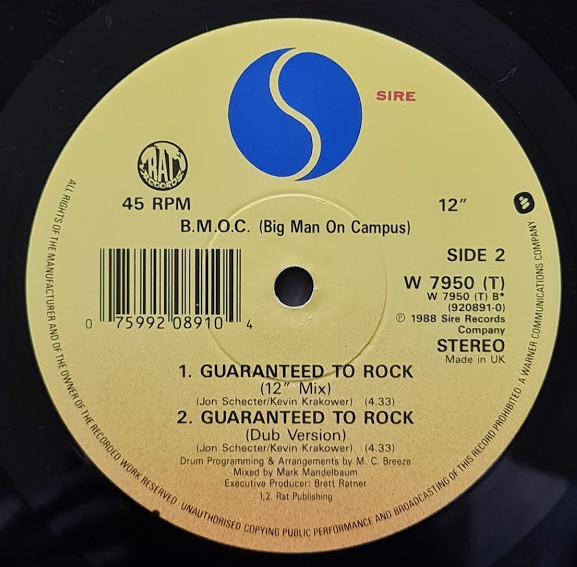 SIRE
RAT
RECORDS
45 RPM
12"
B.M.O.C. (Big Man On Campus)
SIDE 2
W 7950 (T)
W 7950 (T) B*
(920891-0)
℗ 1988 Sire Records
Company
STEREO
Made in UK
0 75992 08910 4
1. GUARANTEED TO ROCK
(12" Mix)
(Jon Schecter/Kevin Krakower) (4.33)
2. GUARANTEED TO ROCK
(Dub Version)
(Jon Schecter/Kevin Krakower) (4.33)
Drum Programming & Arrangements by M. C. Breeze
Mixed by Mark Mandelbaum
Executive Producer: Brett Ratner
1,2. Rat Publishing
ALL RIGHTS OF THE MANUFACTURER AND OF THE OWNER OF THE RECORDED WORK RESERVED. UNAUTHORISED COPYING PUBLIC PERFORMANCE AND BROADCASTING OF THIS RECORD PROHIBITED. A WARNER COMMUNICATIONS COMPANY